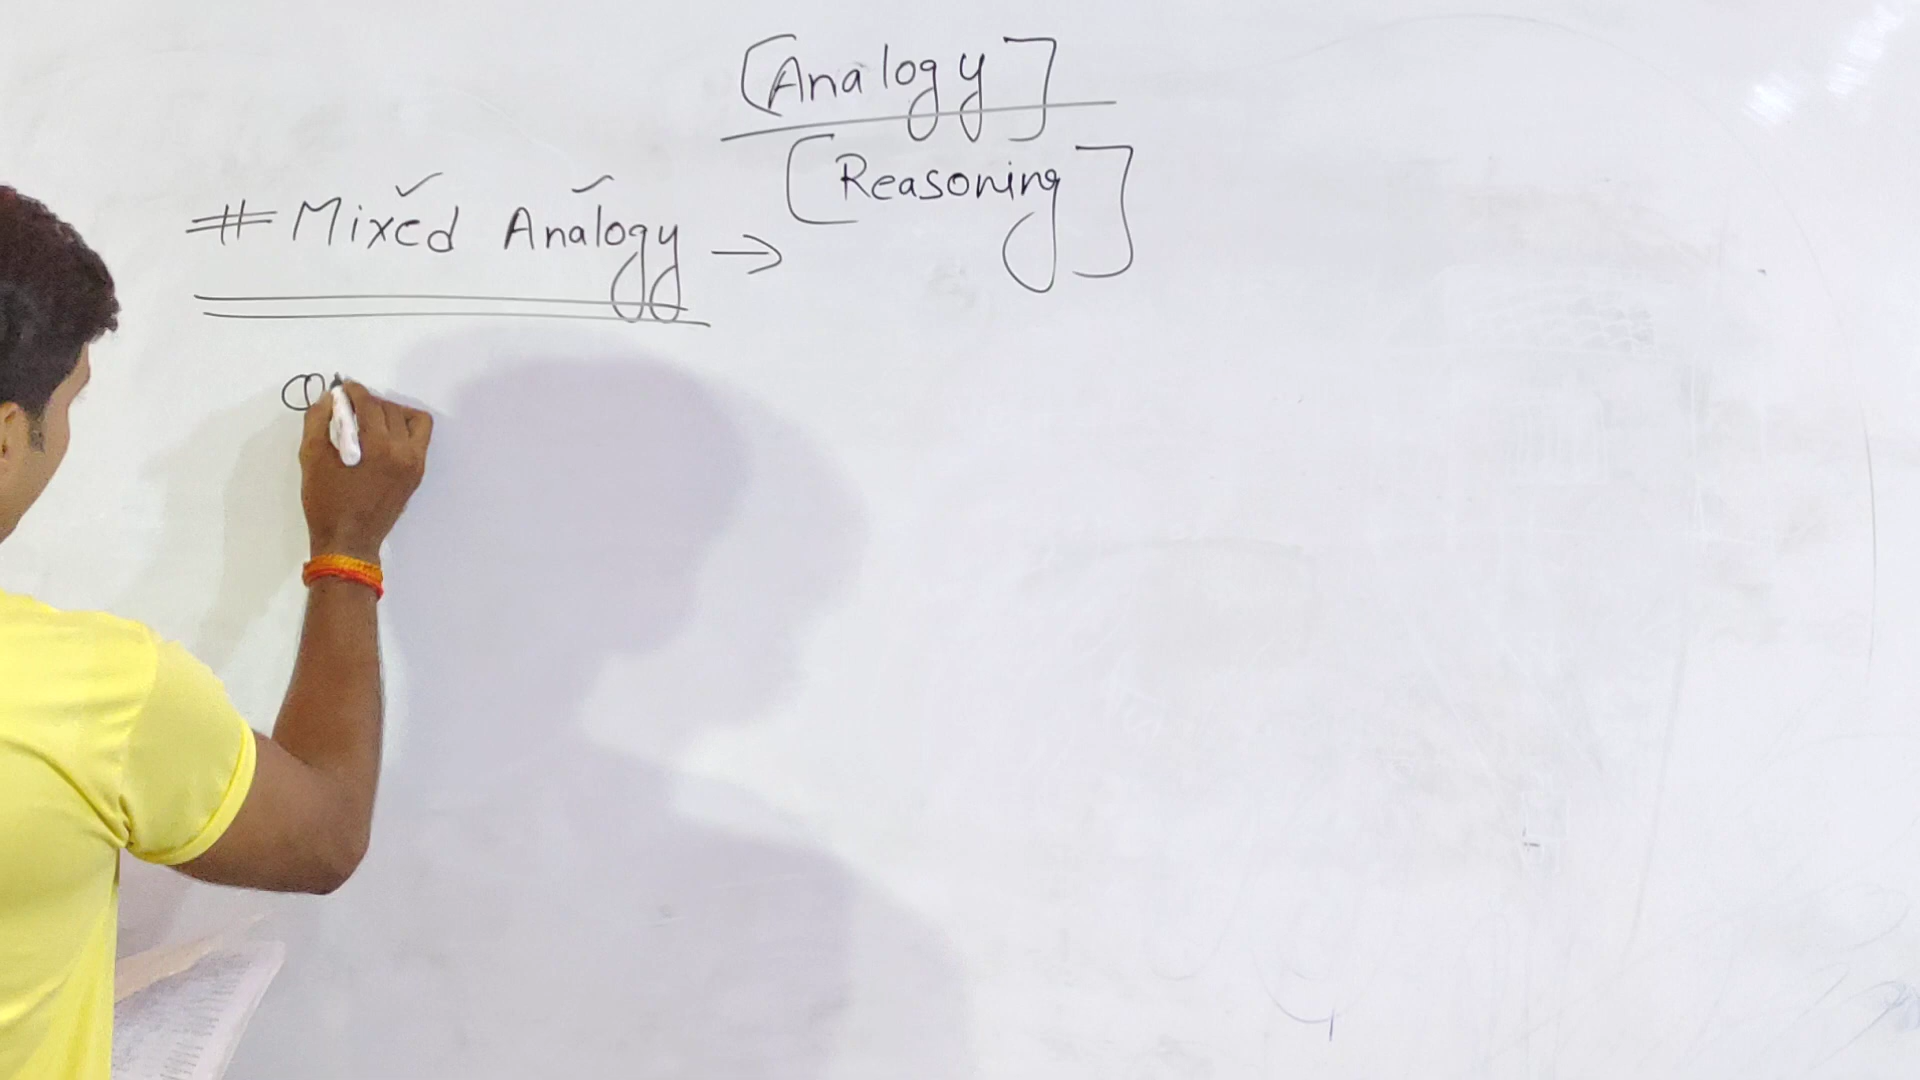 [Analogy]
[Reasoning]
# Mixed Analogy →